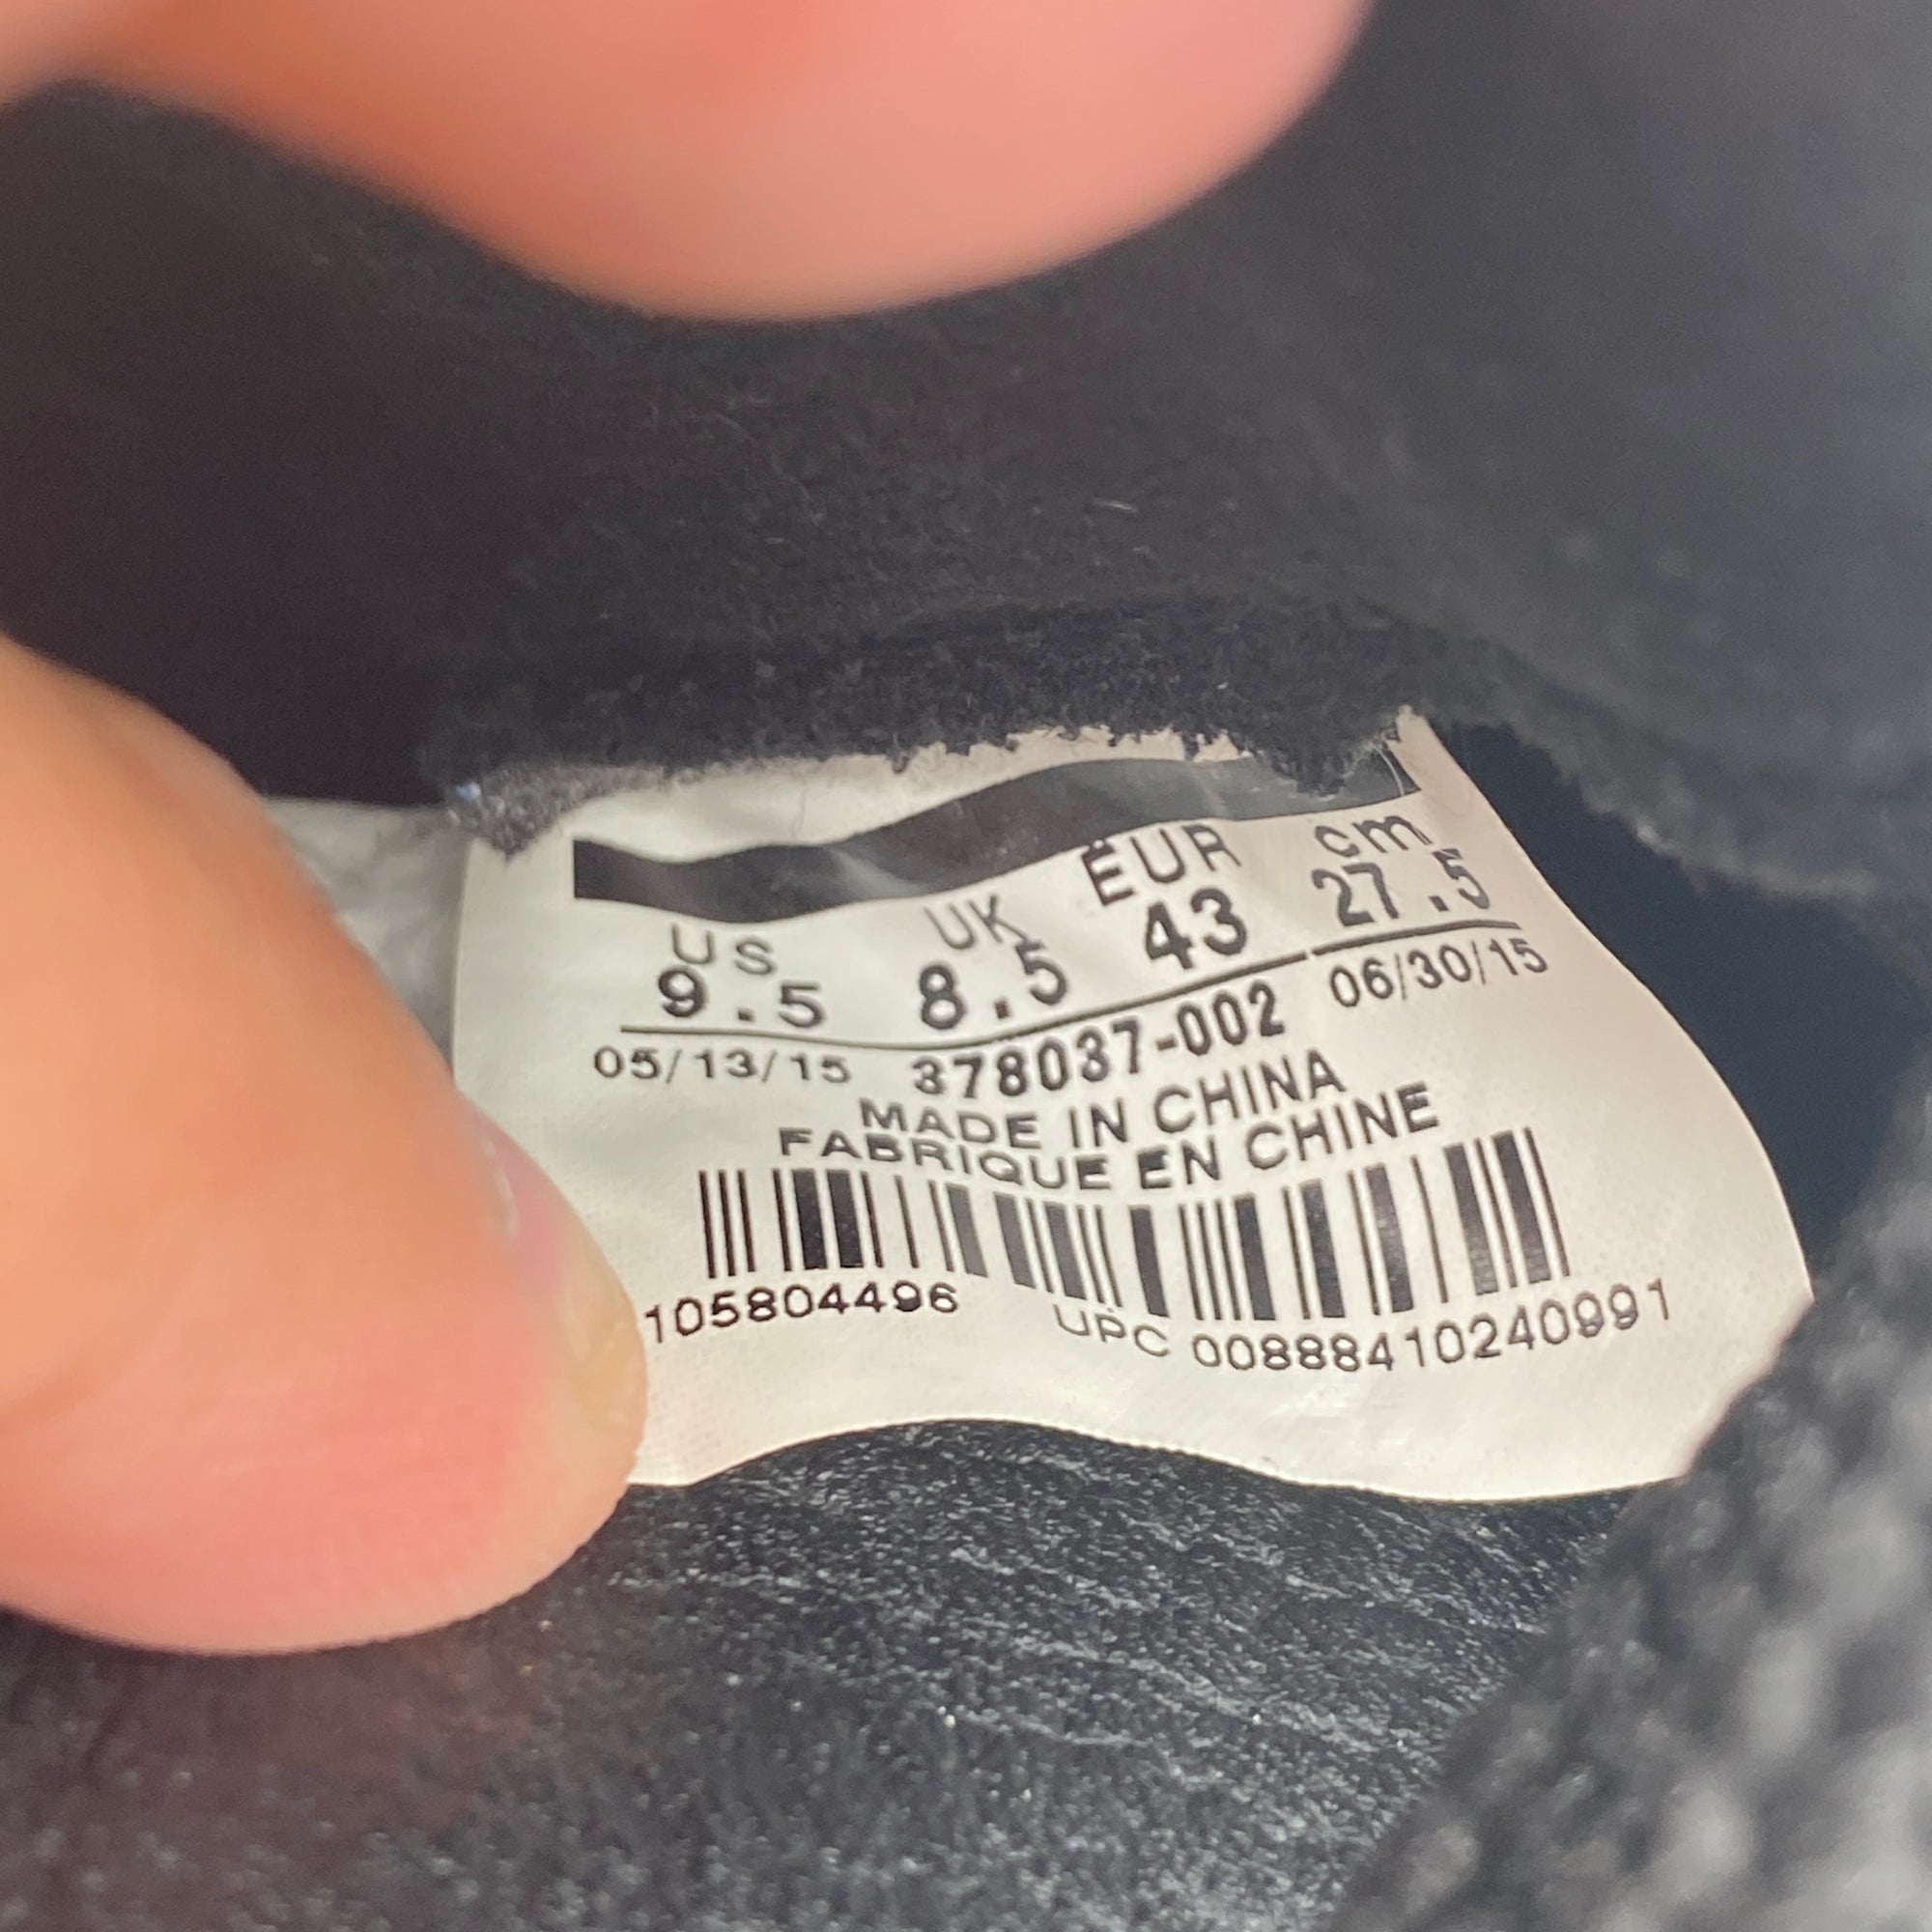 US UK EUR cm
9.5 8.5 43 27.5
05/13/15 378037-002 06/30/15
MADE IN CHINA
FABRIQUE EN CHINE
105804496 UPC 00888410240991